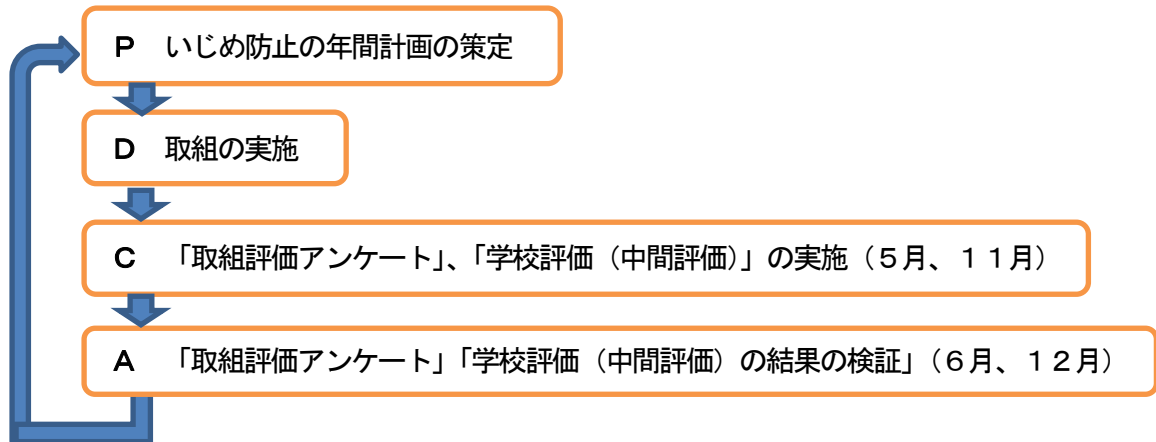 P いじめ防止の年間計画の策定
D 取組の実施
C 「取組評価アンケート」、「学校評価（中間評価）」の実施（５月、１１月）
A 「取組評価アンケート」「学校評価（中間評価）の結果の検証」（６月、１２月）